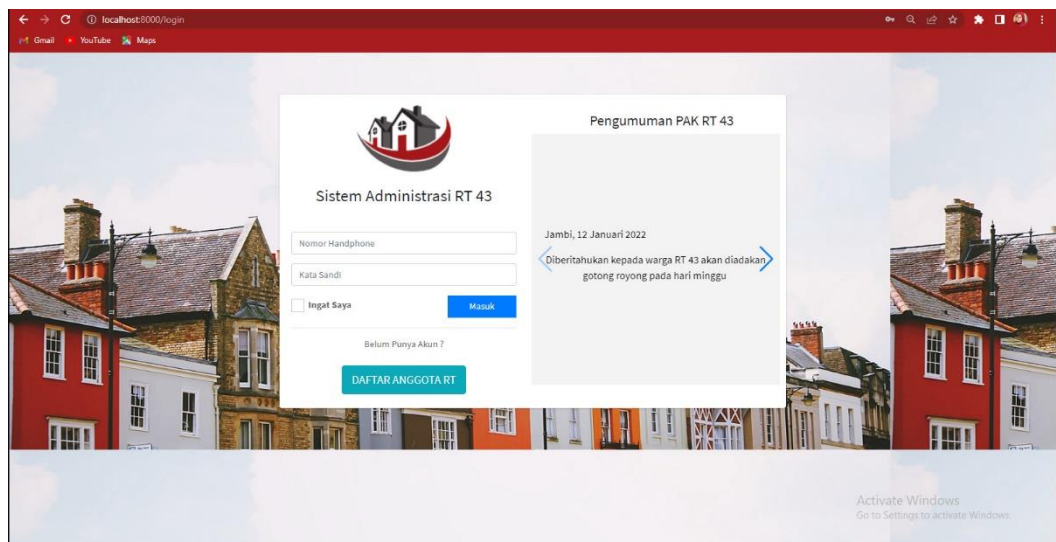 localhost:8000/login
Gmail YouTube Maps
Sistem Administrasi RT 43
Nomor Handphone
Kata Sandi
Ingat Saya
Masuk
Belum Punya Akun ?
DAFTAR ANGGOTA RT
Pengumuman PAK RT 43
Jambi, 12 Januari 2022
Diberitahukan kepada warga RT 43 akan diadakan
gotong royong pada hari minggu
Activate Windows
Go to Settings to activate Windows.